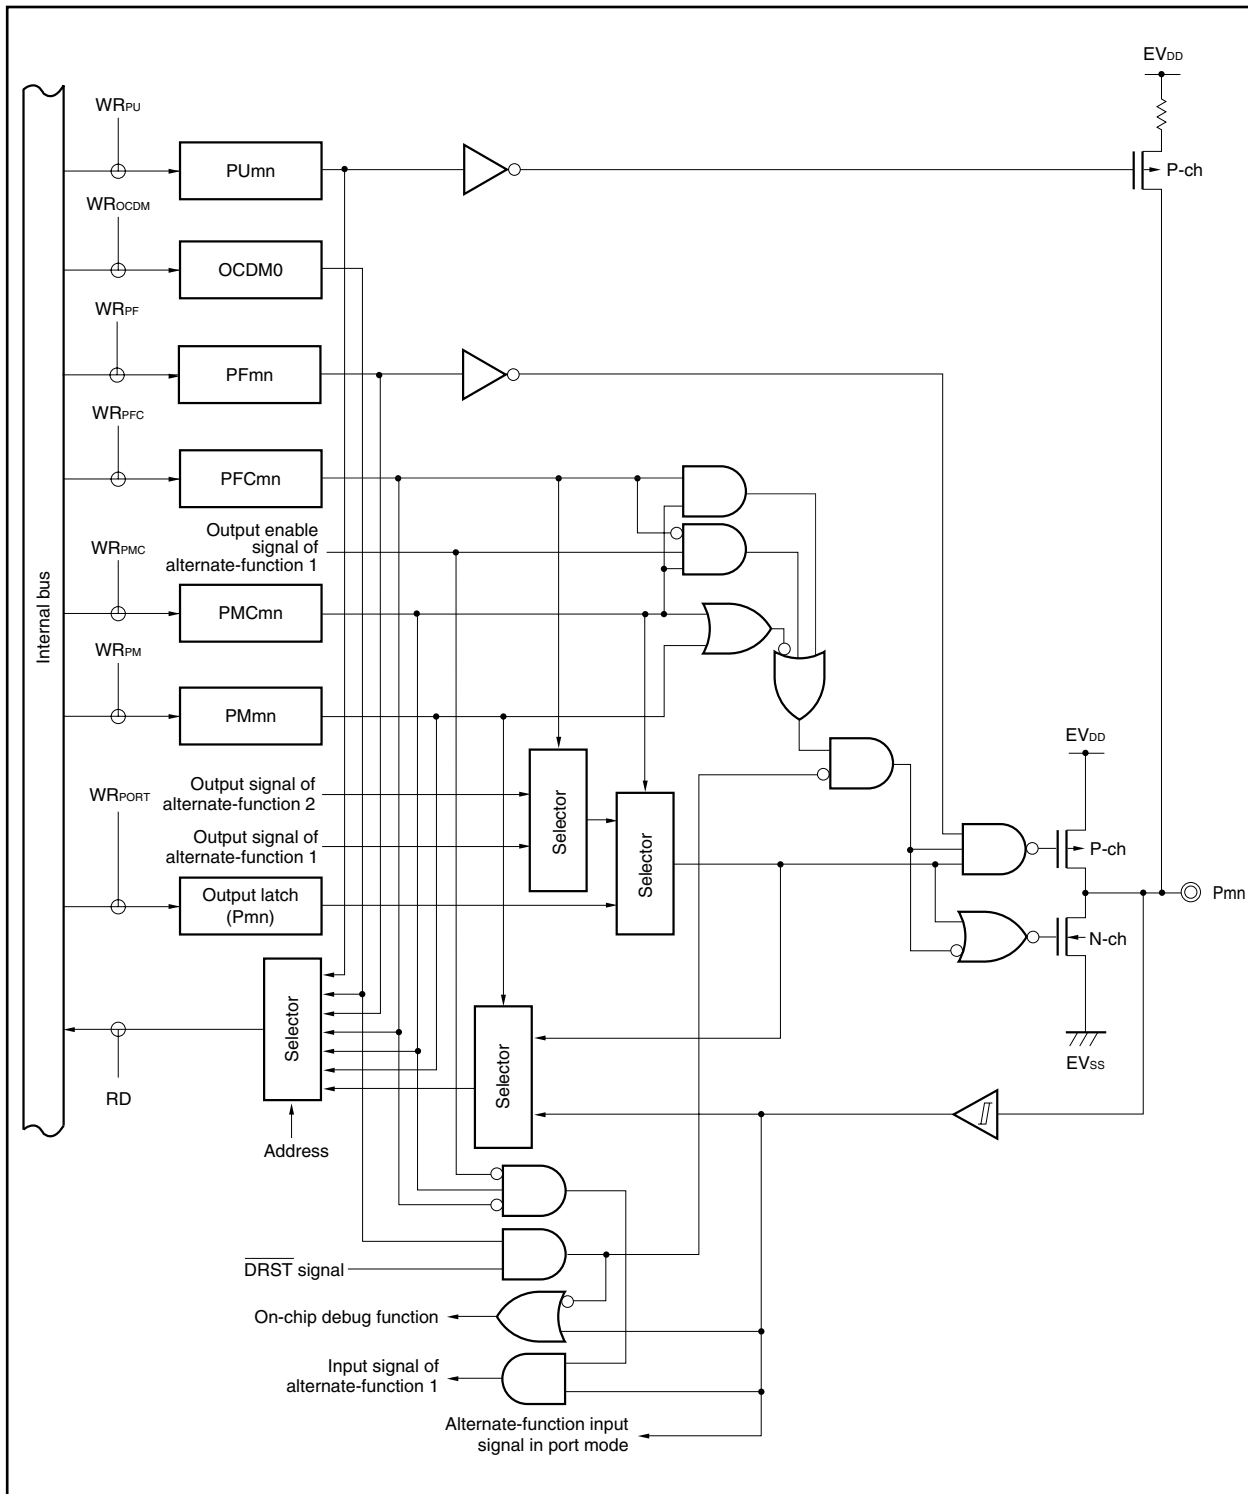 EVDD
WRPU
PUmn
P-ch
WROCDM
OCDM0
WRPF
PFmn
WRPFC
PFCmn
Output enable
signal of
alternate-function 1
WRPMC
PMCmn
Internal bus
WRPM
PMmn
EVDD
Output signal of
alternate-function 2
WRPORT
Selector
Output signal of
alternate-function 1
Selector
P-ch
Output latch
(Pmn)
Pmn
N-ch
Selector
Selector
EVSS
RD
Address
DRST signal
On-chip debug function
Input signal of
alternate-function 1
Alternate-function input
signal in port mode